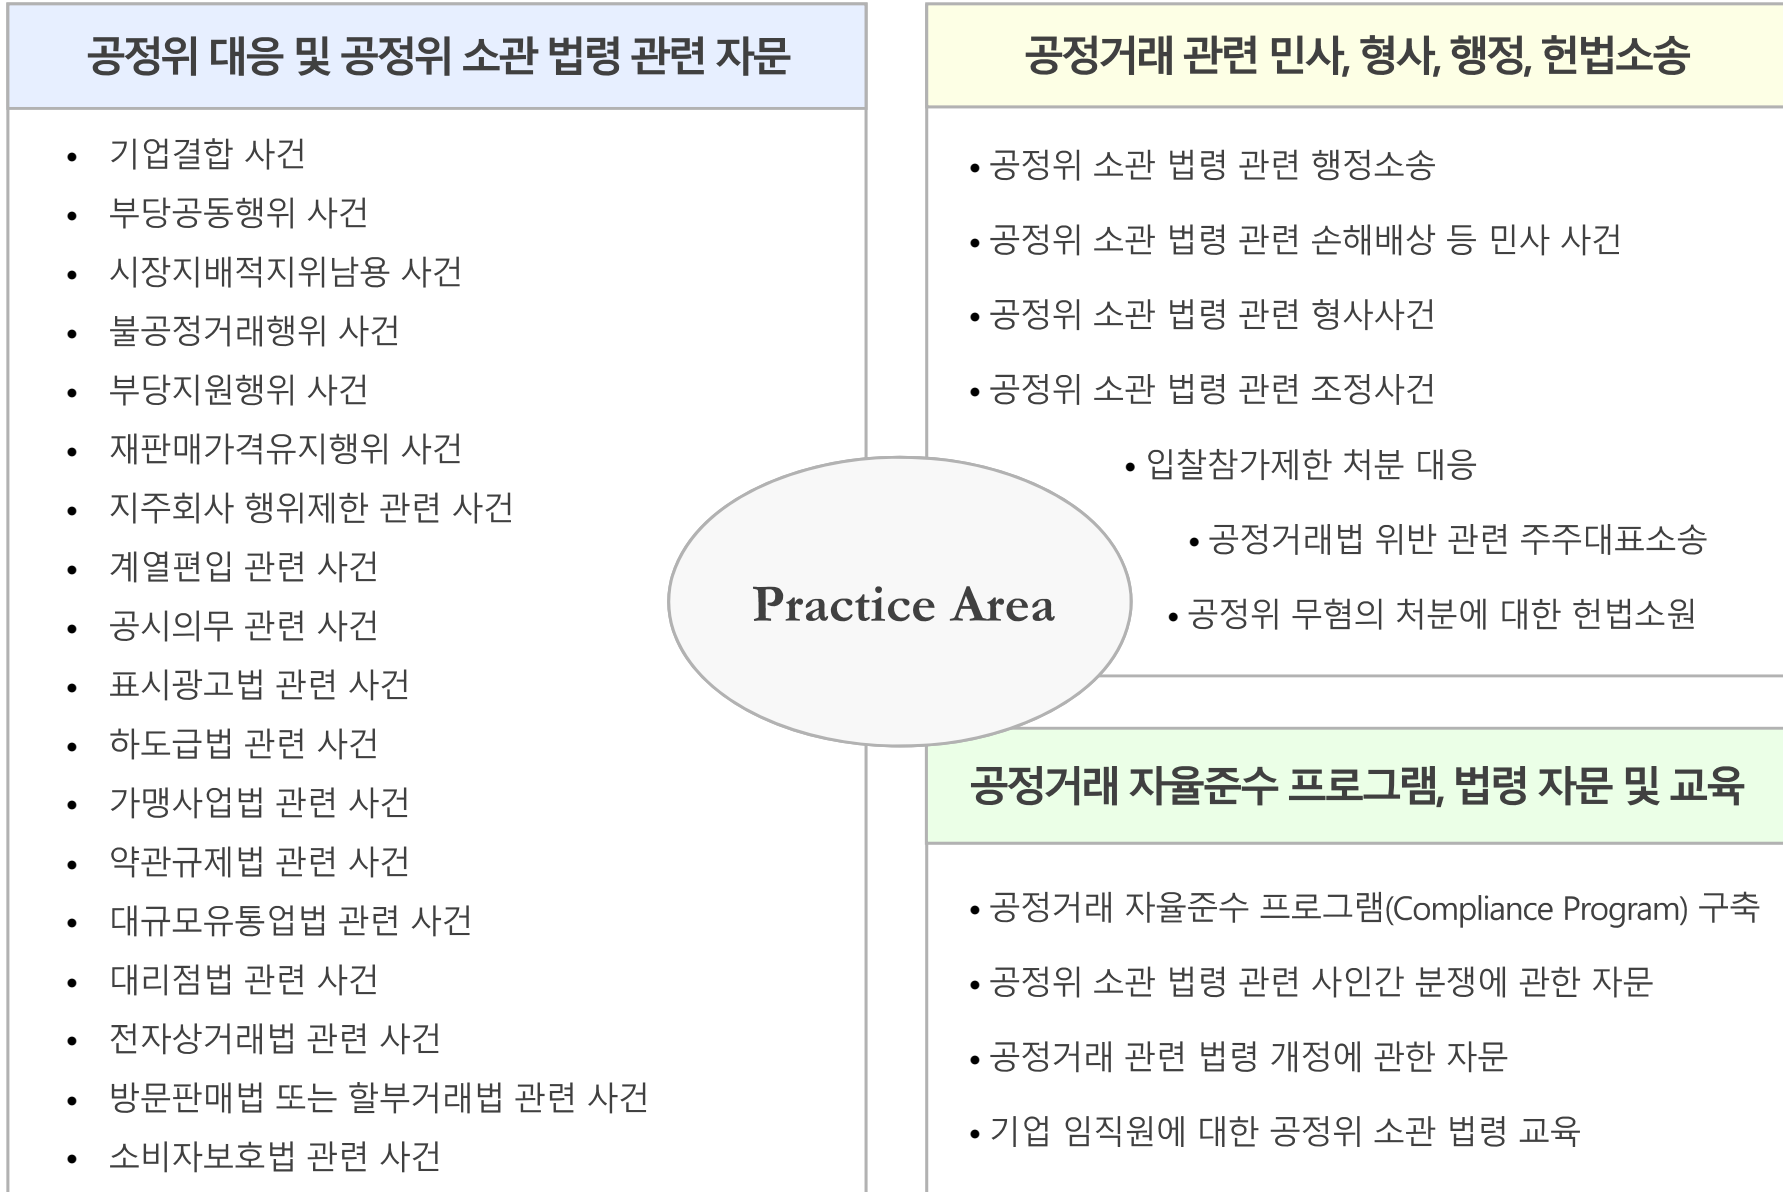 공정위 대응 및 공정위 소관 법령 관련 자문
• 기업결합 사건
• 부당공동행위 사건
• 시장지배적지위남용 사건
• 불공정거래행위 사건
• 부당지원행위 사건
• 재판매가격유지행위 사건
• 지주회사 행위제한 관련 사건
• 계열편입 관련 사건
• 공시의무 관련 사건
• 표시광고법 관련 사건
• 하도급법 관련 사건
• 가맹사업법 관련 사건
• 약관규제법 관련 사건
• 대규모유통업법 관련 사건
• 대리점법 관련 사건
• 전자상거래법 관련 사건
• 방문판매법 또는 할부거래법 관련 사건
• 소비자보호법 관련 사건
Practice Area
공정거래 관련 민사, 형사, 행정, 헌법소송
• 공정위 소관 법령 관련 행정소송
• 공정위 소관 법령 관련 손해배상 등 민사 사건
• 공정위 소관 법령 관련 형사사건
• 공정위 소관 법령 관련 조정사건
• 입찰참가제한 처분 대응
• 공정거래법 위반 관련 주주대표소송
• 공정위 무혐의 처분에 대한 헌법소원
공정거래 자율준수 프로그램, 법령 자문 및 교육
• 공정거래 자율준수 프로그램(Compliance Program) 구축
• 공정위 소관 법령 관련 사인간 분쟁에 관한 자문
• 공정거래 관련 법령 개정에 관한 자문
• 기업 임직원에 대한 공정위 소관 법령 교육